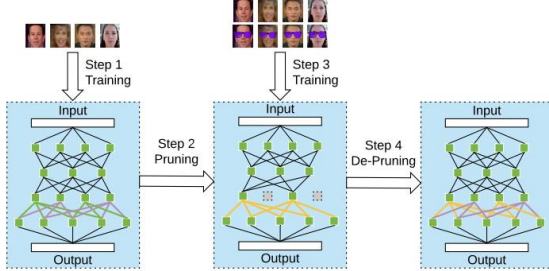 Step 1
Training
Step 3
Training
Input
Input
Input
Step 2
Pruning
Step 4
De-Pruning
Output
Output
Output